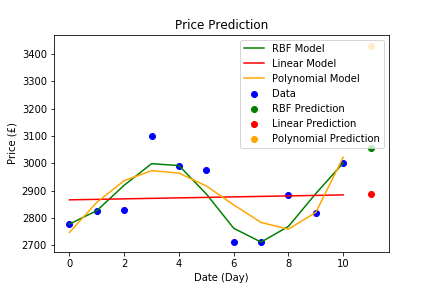 Price Prediction
3400
3300
3200
3100
3000
2900
2800
2700
Price (£)
RBF Model
Linear Model
Polynomial Model
Data
RBF Prediction
Linear Prediction
Polynomial Prediction
0 2 4 6 8 10
Date (Day)